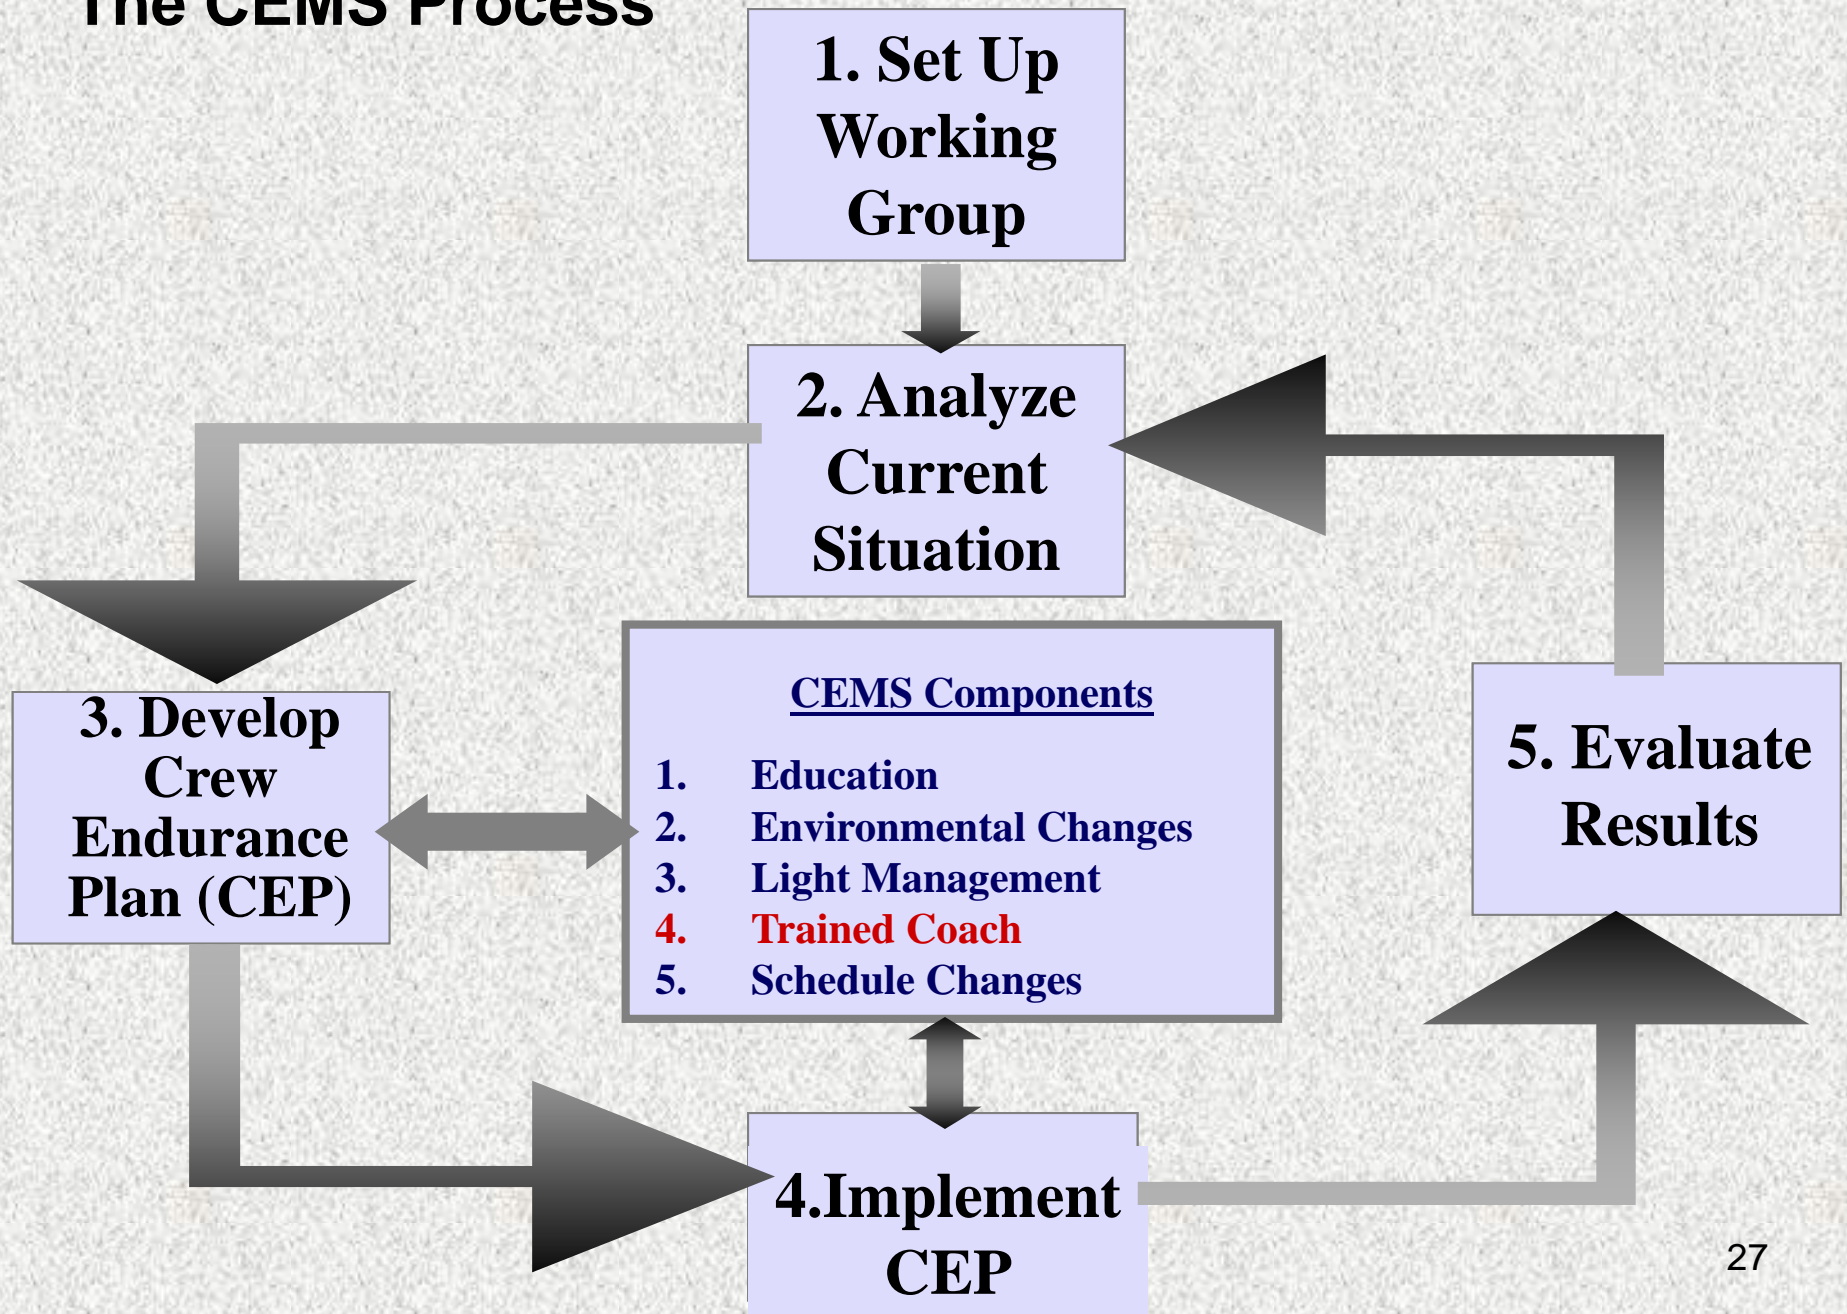 The CEMS Process
1. Set Up
Working
Group
2. Analyze
Current
Situation
3. Develop
Crew
Endurance
Plan (CEP)
CEMS Components
1. Education
2. Environmental Changes
3. Light Management
4. Trained Coach
5. Schedule Changes
5. Evaluate
Results
4.Implement
CEP
27